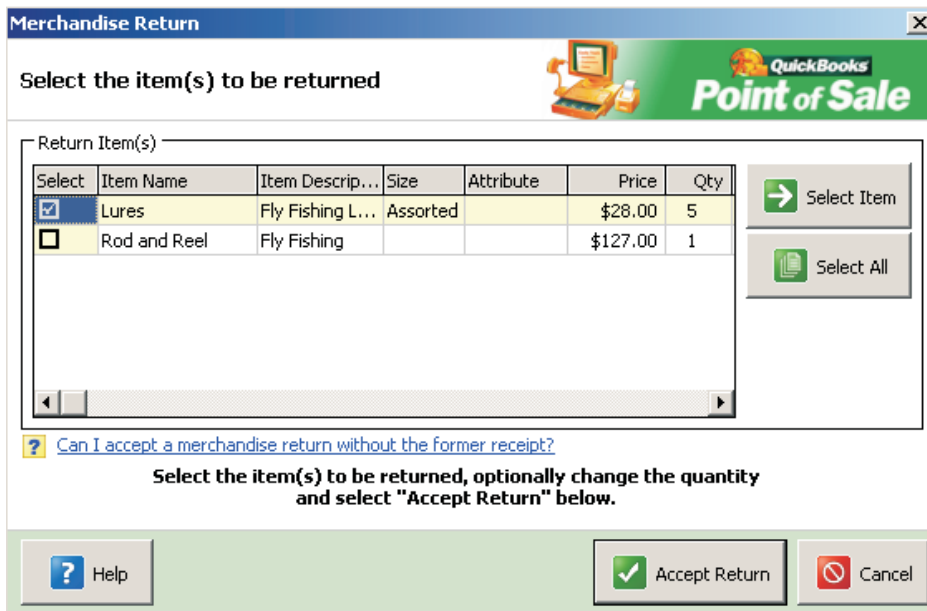 Merchandise Return
Select the item(s) to be returned
QuickBooks
Point of Sale
Return Item(s)
Select Item Name Item Descrip... Size Attribute Price Qty
Lures Fly Fishing L... Assorted $28.00 5
Rod and Reel Fly Fishing $127.00 1
Select Item
Select All
? Can I accept a merchandise return without the former receipt?
Select the item(s) to be returned, optionally change the quantity
and select "Accept Return" below.
? Help
Accept Return
Cancel